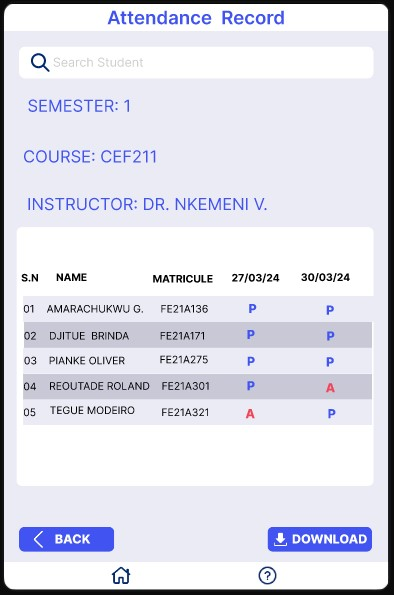 Attendance Record
Search Student
SEMESTER: 1
COURSE: CEF211
INSTRUCTOR: DR. NKEMENI V.
S.N NAME MATRICULE 27/03/24 30/03/24
01 AMARACHUKWU G. FE21A136 P P
02 DJITUE BRINDA FE21A171 P P
03 PIANKE OLIVER FE21A275 P P
04 REOUTADE ROLAND FE21A301 P A
05 TEGUE MODEIRO FE21A321 A P
BACK DOWNLOAD
?